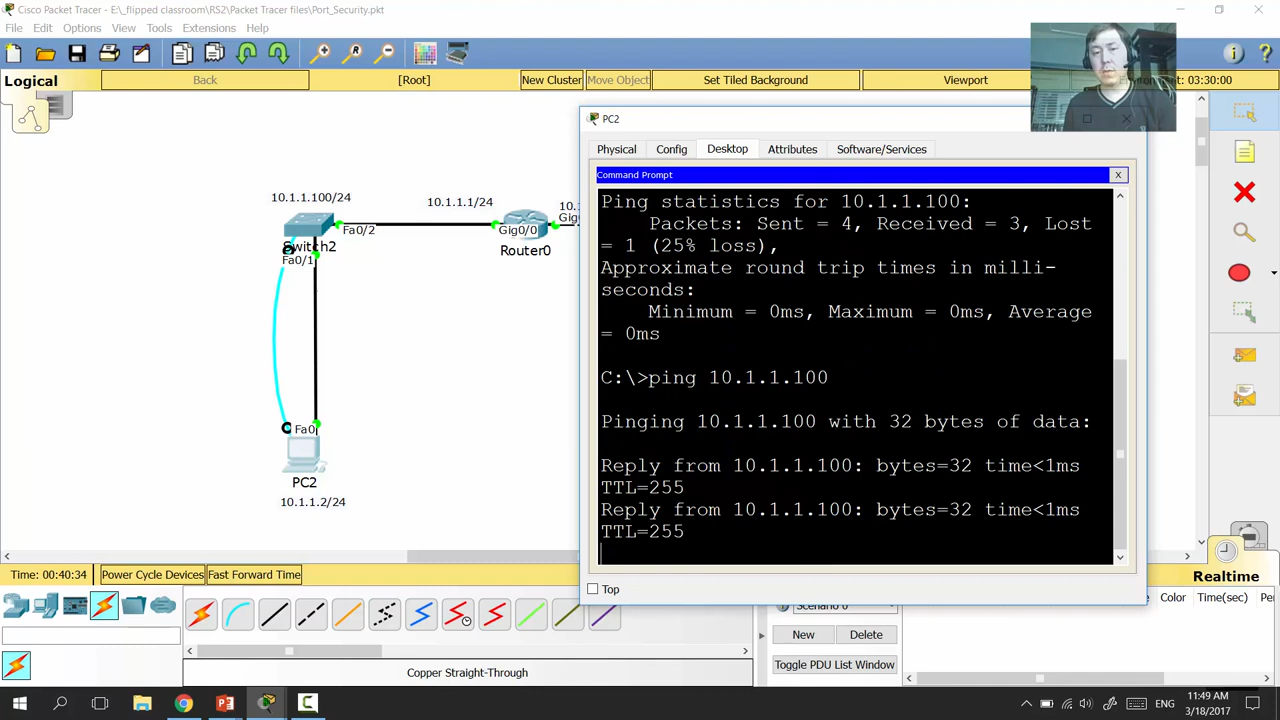 Cisco Packet Tracer - E:\_flipped classroom\RS2\Packet Tracer files\Port_Security.pkt
File Edit Options View Tools Extensions Help
Logical Back [Root] New Cluster Move Object Set Tiled Background Viewport : 03:30:00
10.1.1.100/24
Switch2
Fa0/1
Fa0/2
10.1.1.1/24
Gig0/0
Router0
Fa0
PC2
10.1.1.2/24
PC2
Physical Config Desktop Attributes Software/Services
Command Prompt X
Ping statistics for 10.1.1.100:
Packets: Sent = 4, Received = 3, Lost
= 1 (25% loss),
Approximate round trip times in milli-
seconds:
Minimum = 0ms, Maximum = 0ms, Average
= 0ms
C:\>ping 10.1.1.100
Pinging 10.1.1.100 with 32 bytes of data:
Reply from 10.1.1.100: bytes=32 time<1ms
TTL=255
Reply from 10.1.1.100: bytes=32 time<1ms
TTL=255
Top
Time: 00:40:34 Power Cycle Devices Fast Forward Time
Realtime
Scenario 0
New Delete
Toggle PDU List Window
Color Time(sec)
Copper Straight-Through
ENG
11:49 AM
3/18/2017